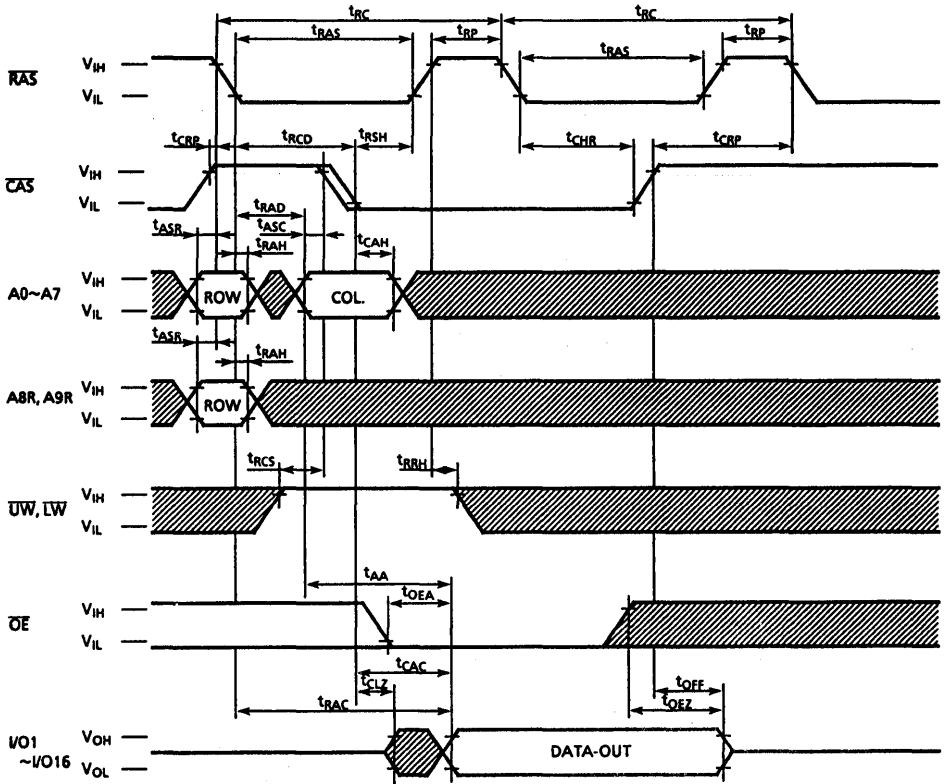 tRC tRC
tRAS tRP tRAS tRP
RAS VIH
VIL
tCRP tRCD tRSH tCHR tCRP
CAS VIH
VIL
tRAD
tASR tASC
tRAH tCAH
A0~A7 VIH
VIL
ROW COL.
tASR
tRAH
A8R, A9R VIH
VIL
ROW
tRCS tRRH
UW, LW VIH
VIL
tAA
tOEA
OE VIH
VIL
tCAC
tCLZ tOFF
tRAC tOEZ
I/O1
~I/O16
VOH
VOL
DATA-OUT